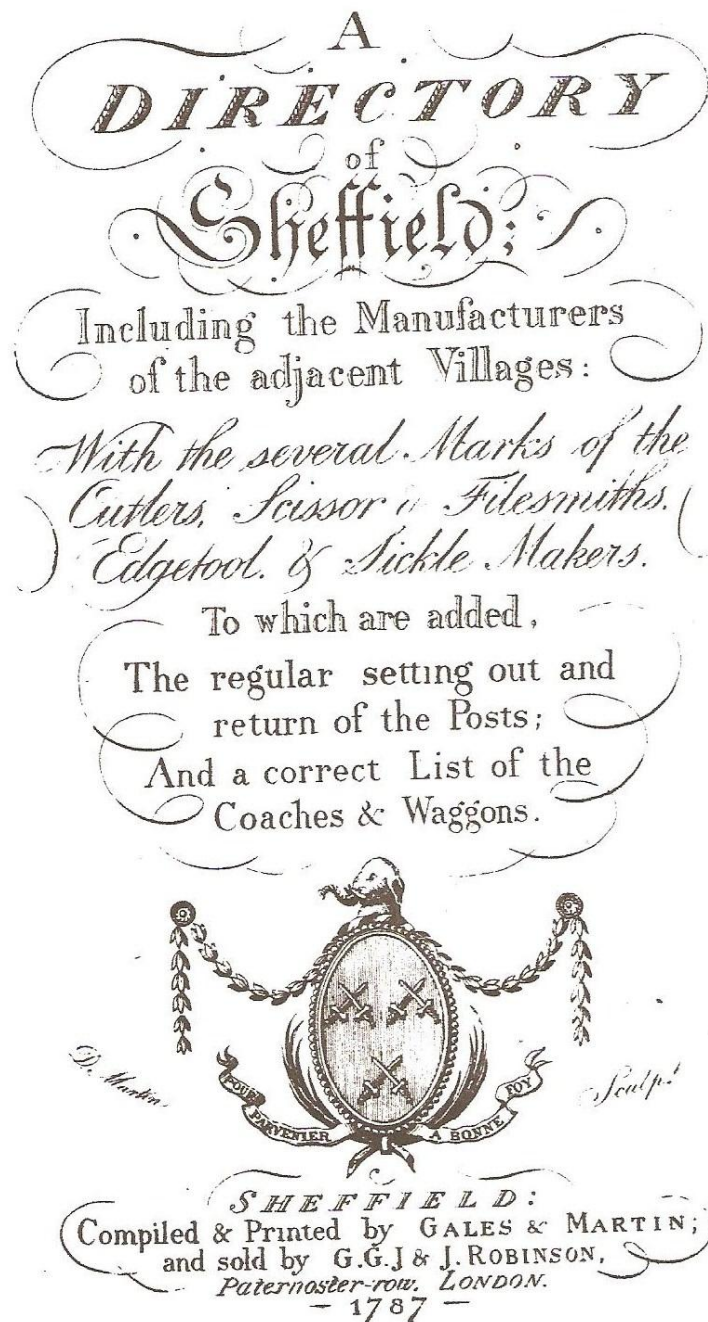 A
DIRECTORY
of
Sheffield:
Including the Manufacturers
of the adjacent Villages:
With the several Marks of the
Cutlers, Scissor & Filesmiths,
Edgetool, & Sickle Makers.
To which are added,
The regular setting out and
return of the Posts;
And a correct List of the
Coaches & Waggons.
D. Martin Sculpt.
POUR PARVENIER A BONNE FOY
SHEFFIELD:
Compiled & Printed by GALES & MARTIN;
and sold by G.G.J & J. ROBINSON,
Paternoster-row. LONDON.
– 1787 –